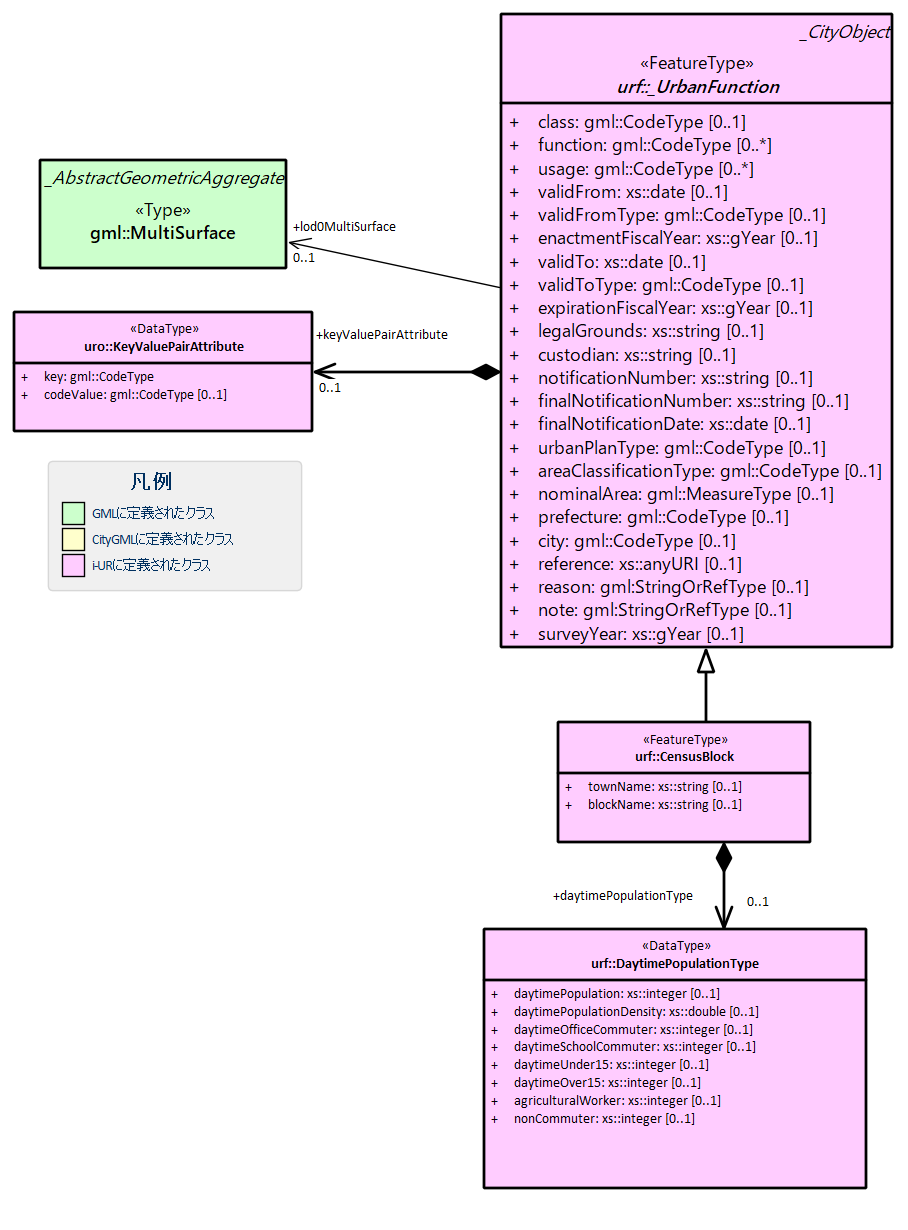 _CityObject
«FeatureType»
urf::_UrbanFunction
+ class: gml::CodeType [0..1]
+ function: gml::CodeType [0..*]
+ usage: gml::CodeType [0..*]
+ validFrom: xs::date [0..1]
+ validFromType: gml::CodeType [0..1]
+ enactmentFiscalYear: xs::gYear [0..1]
+ validTo: xs::date [0..1]
+ validToType: gml::CodeType [0..1]
+ expirationFiscalYear: xs::gYear [0..1]
+ legalGrounds: xs::string [0..1]
+ custodian: xs::string [0..1]
+ notificationNumber: xs::string [0..1]
+ finalNotificationNumber: xs::string [0..1]
+ finalNotificationDate: xs::date [0..1]
+ urbanPlanType: gml::CodeType [0..1]
+ areaClassificationType: gml::CodeType [0..1]
+ nominalArea: gml::MeasureType [0..1]
+ prefecture: gml::CodeType [0..1]
+ city: gml::CodeType [0..1]
+ reference: xs::anyURI [0..1]
+ reason: gml:StringOrRefType [0..1]
+ note: gml:StringOrRefType [0..1]
+ surveyYear: xs::gYear [0..1]
_AbstractGeometricAggregate
«Type»
gml::MultiSurface
+lod0MultiSurface
0..1
«DataType»
uro::KeyValuePairAttribute
+ key: gml::CodeType
+ codeValue: gml::CodeType [0..1]
+keyValuePairAttribute
0..1
凡例
GMLに定義されたクラス
CityGMLに定義されたクラス
i-URに定義されたクラス
«FeatureType»
urf::CensusBlock
+ townName: xs::string [0..1]
+ blockName: xs::string [0..1]
+daytimePopulationType
0..1
«DataType»
urf::DaytimePopulationType
+ daytimePopulation: xs::integer [0..1]
+ daytimePopulationDensity: xs::double [0..1]
+ daytimeOfficeCommuter: xs::integer [0..1]
+ daytimeSchoolCommuter: xs::integer [0..1]
+ daytimeUnder15: xs::integer [0..1]
+ daytimeOver15: xs::integer [0..1]
+ agriculturalWorker: xs::integer [0..1]
+ nonCommuter: xs::integer [0..1]